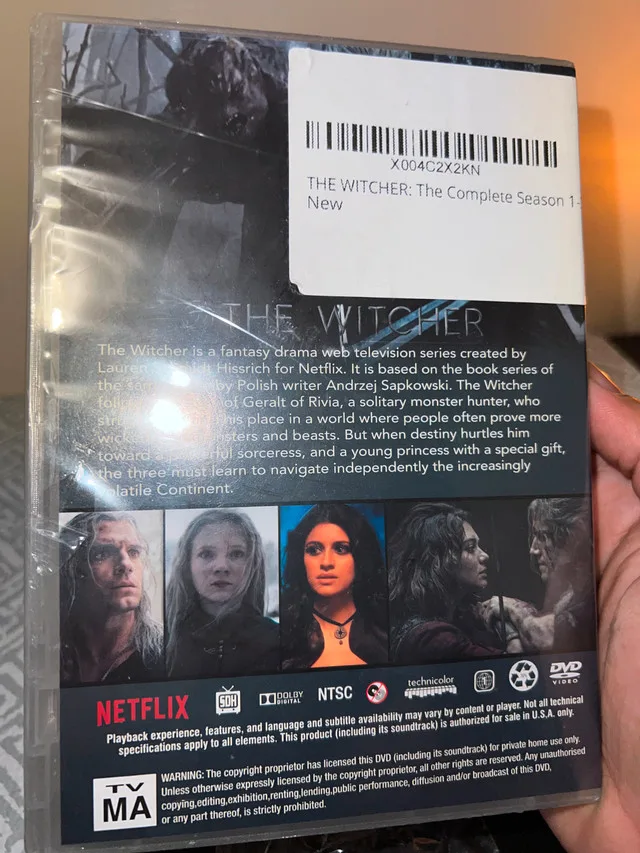 X004C2X2KN
THE WITCHER: The Complete Season 1-
New
THE WITCHER
The Witcher is a fantasy drama web television series created by
Lauren Hissrich for Netflix. It is based on the book series of
the by Polish writer Andrzej Sapkowski. The Witcher
of Geralt of Rivia, a solitary monster hunter, who
his place in a world where people often prove more
and beasts. But when destiny hurtles him
toward a sorceress, and a young princess with a special gift,
the three must learn to navigate independently the increasingly
Continent.
NETFLIX
SDH
DOLBY
DIGITAL
NTSC
technicolor
DVD
VIDEO
Playback experience, features, and language and subtitle availability may vary by content or player. Not all technical
specifications apply to all elements. This product (including its soundtrack) is authorized for sale in U.S.A. only.
TV
MA
WARNING: The copyright proprietor has licensed this DVD (including its soundtrack) for private home use only.
Unless otherwise expressly licensed by the copyright proprietor, all other rights are reserved. Any unauthorised
copying,editing,exhibition,renting,lending,public performance, diffusion and/or broadcast of this DVD,
or any part thereof, is strictly prohibited.